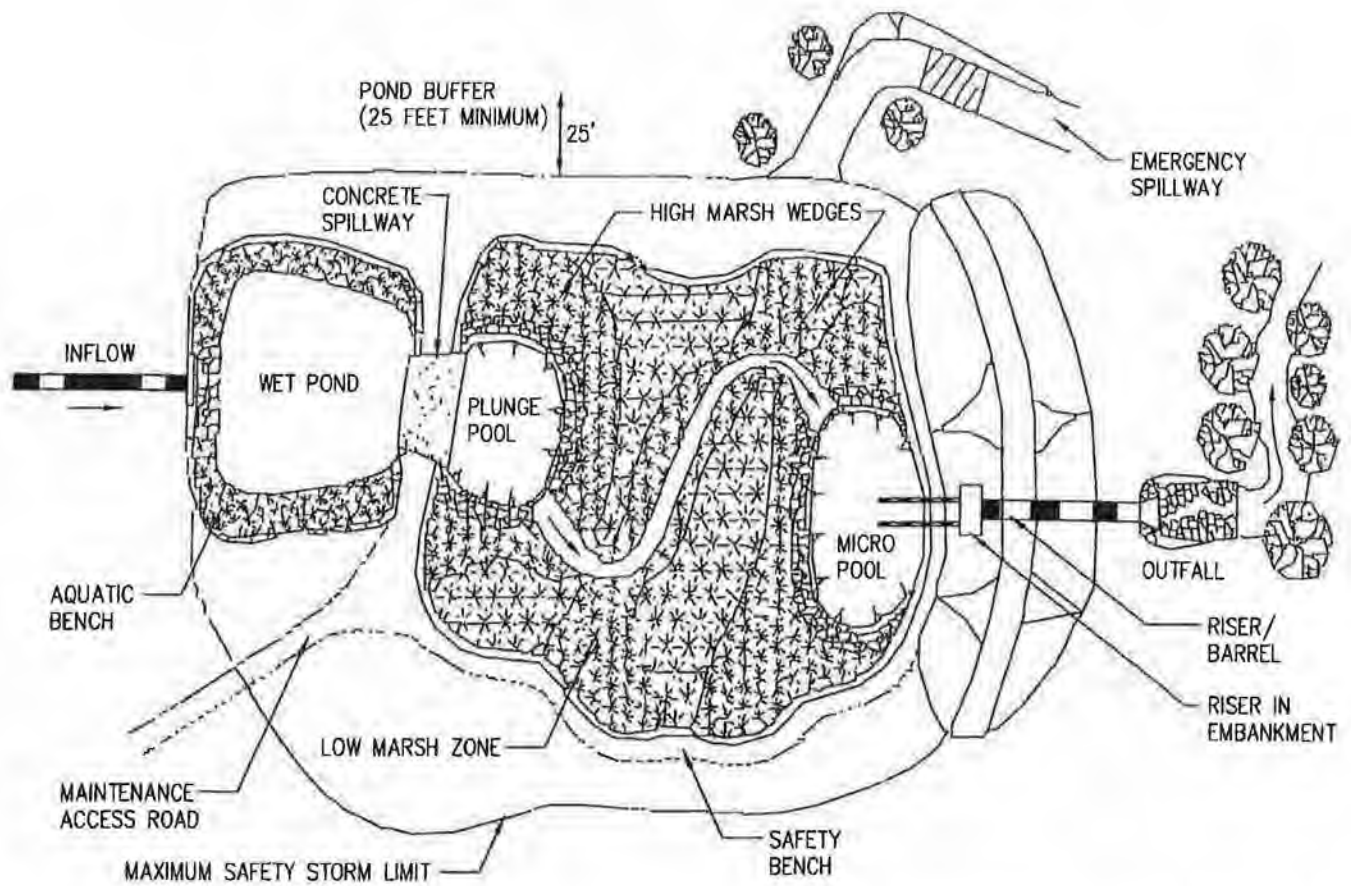 POND BUFFER
(25 FEET MINIMUM)
25'
EMERGENCY
SPILLWAY
CONCRETE
SPILLWAY
HIGH MARSH WEDGES
INFLOW
WET POND
PLUNGE
POOL
MICRO
POOL
OUTFALL
AQUATIC
BENCH
RISER/
BARREL
RISER IN
EMBANKMENT
LOW MARSH ZONE
MAINTENANCE
ACCESS ROAD
SAFETY
BENCH
MAXIMUM SAFETY STORM LIMIT